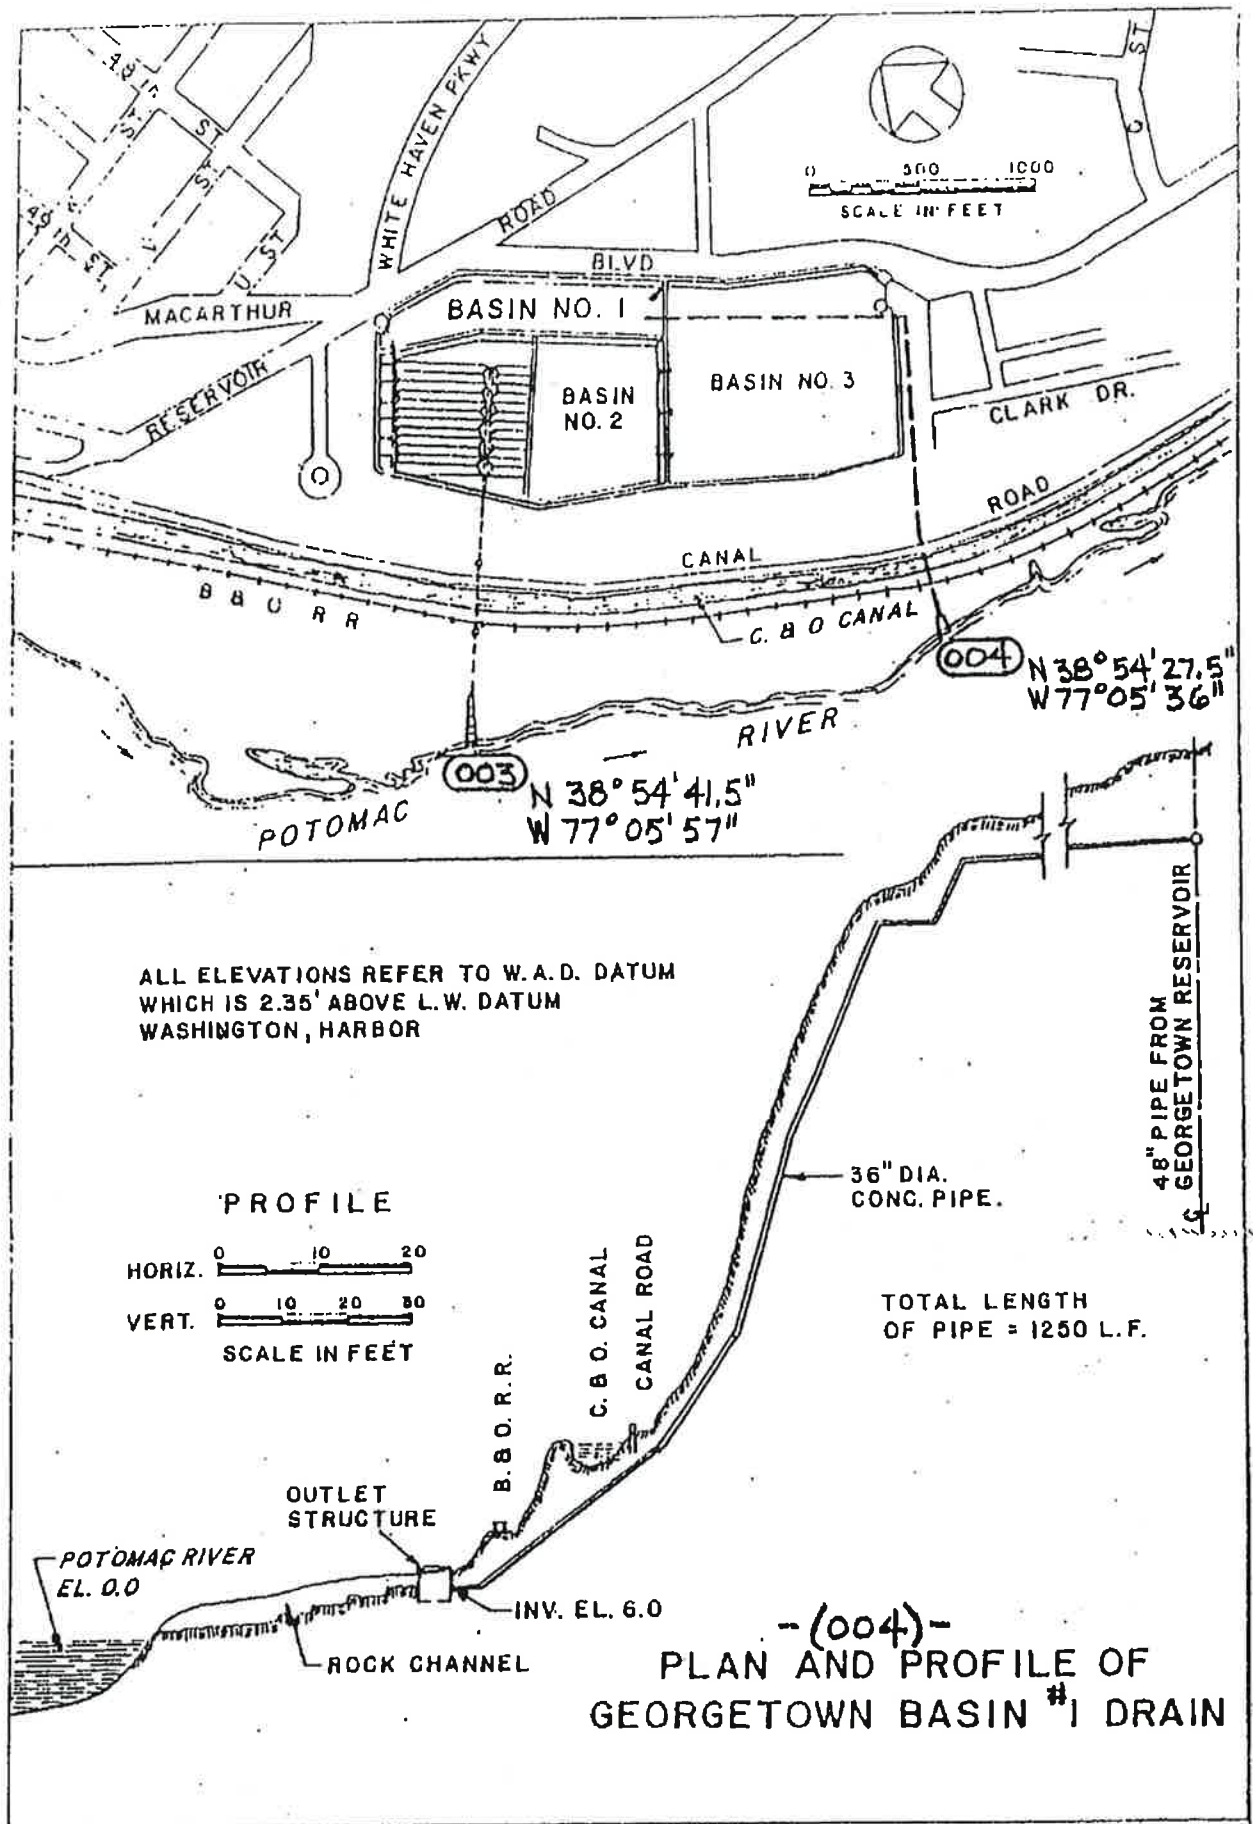 48 th
ST
ST
ST
49 th
ST
V
U ST
WHITE HAVEN PKWY
ROAD
BLVD
MACARTHUR
RESERVOIR
ST
0 500 1000
SCALE IN FEET
BASIN NO. 1
BASIN
NO. 2
BASIN NO. 3
CLARK DR.
ROAD
CANAL
B & O R R
C. & O CANAL
004
N 38° 54' 27.5"
W 77° 05' 36"
RIVER
003
N 38° 54' 41.5"
W 77° 05' 57"
POTOMAC
ALL ELEVATIONS REFER TO W.A.D. DATUM
WHICH IS 2.35' ABOVE L.W. DATUM
WASHINGTON, HARBOR
48" PIPE FROM
GEORGETOWN RESERVOIR
36" DIA.
CONC. PIPE.
PROFILE
0 10 20
HORIZ.
0 10 20 30
VERT.
SCALE IN FEET
TOTAL LENGTH
OF PIPE = 1250 L.F.
B. & O. R. R.
C. & O. CANAL
CANAL ROAD
OUTLET
STRUCTURE
POTOMAC RIVER
EL. 0.0
INV. EL. 6.0
ROCK CHANNEL
-(004)-
PLAN AND PROFILE OF
GEORGETOWN BASIN #1 DRAIN